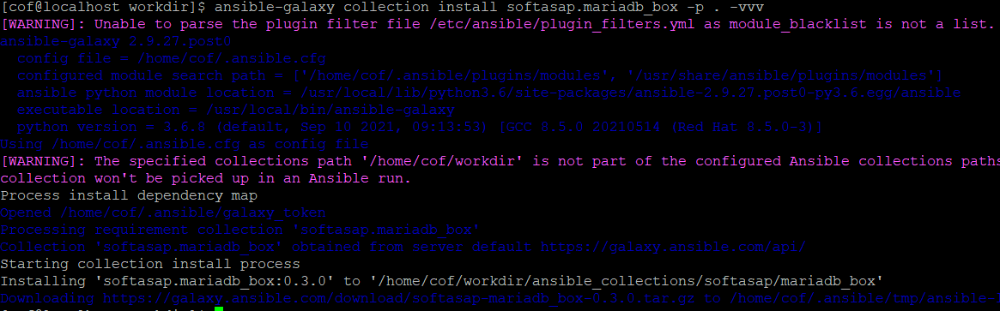 [cof@localhost workdir]$ ansible-galaxy collection install softasap.mariadb_box -p . -vvv
[WARNING]: Unable to parse the plugin filter file /etc/ansible/plugin_filters.yml as module_blacklist is not a list.
ansible-galaxy 2.9.27.post0
  config file = /home/cof/.ansible.cfg
  configured module search path = ['/home/cof/.ansible/plugins/modules', '/usr/share/ansible/plugins/modules']
  ansible python module location = /usr/local/lib/python3.6/site-packages/ansible-2.9.27.post0-py3.6.egg/ansible
  executable location = /usr/local/bin/ansible-galaxy
  python version = 3.6.8 (default, Sep 10 2021, 09:13:53) [GCC 8.5.0 20210514 (Red Hat 8.5.0-3)]
Using /home/cof/.ansible.cfg as config file
[WARNING]: The specified collections path '/home/cof/workdir' is not part of the configured Ansible collections paths
collection won't be picked up in an Ansible run.
Process install dependency map
Opened /home/cof/.ansible/galaxy_token
Processing requirement collection 'softasap.mariadb_box'
Collection 'softasap.mariadb_box' obtained from server default https://galaxy.ansible.com/api/
Starting collection install process
Installing 'softasap.mariadb_box:0.3.0' to '/home/cof/workdir/ansible_collections/softasap/mariadb_box'
Downloading https://galaxy.ansible.com/download/softasap-mariadb_box-0.3.0.tar.gz to /home/cof/.ansible/tmp/ansible-